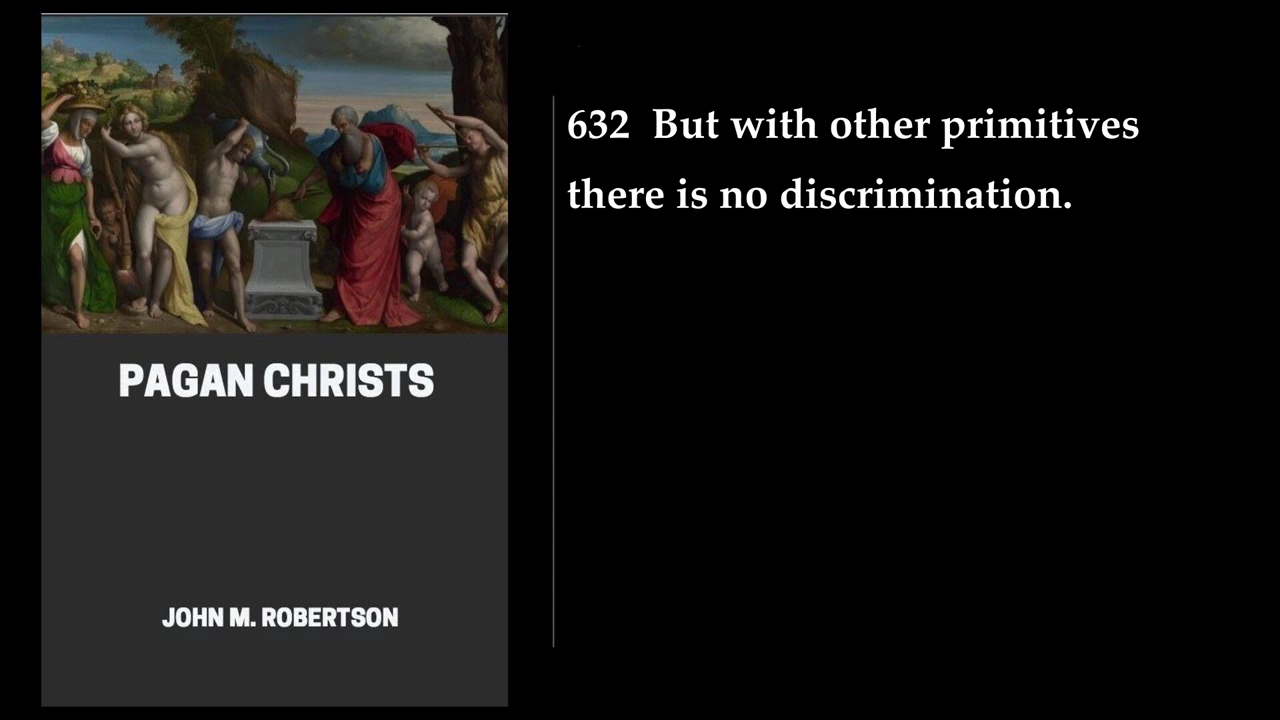 PAGAN CHRISTS
JOHN M. ROBERTSON
632  But with other primitives
there is no discrimination.